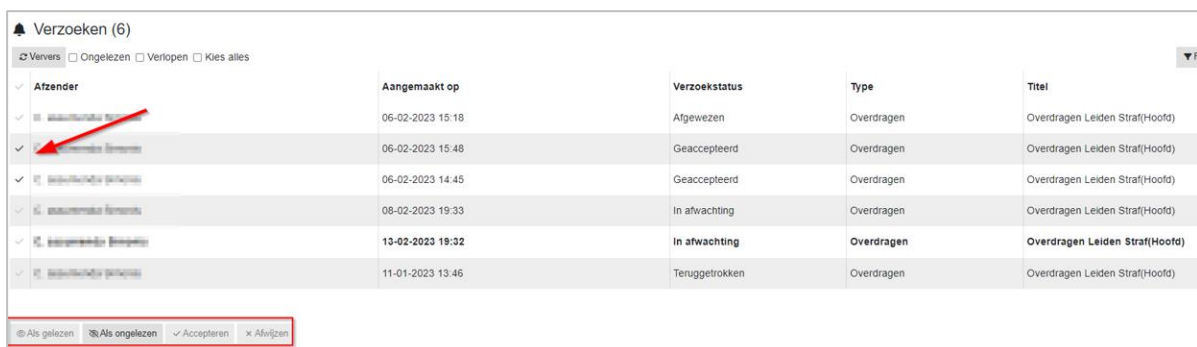 Verzoeken (6)
Ververs Ongelezen Verlopen Kies alles
Afzender Aangemaakt op Verzoekstatus Type Titel
06-02-2023 15:18 Afgewezen Overdragen Overdragen Leiden Straf(Hoofd)
06-02-2023 15:48 Geaccepteerd Overdragen Overdragen Leiden Straf(Hoofd)
06-02-2023 14:45 Geaccepteerd Overdragen Overdragen Leiden Straf(Hoofd)
08-02-2023 19:33 In afwachting Overdragen Overdragen Leiden Straf(Hoofd)
13-02-2023 19:32 In afwachting Overdragen Overdragen Leiden Straf(Hoofd)
11-01-2023 13:46 Teruggetrokken Overdragen Overdragen Leiden Straf(Hoofd)
Als gelezen Als ongelezen Accepteren Afwijzen